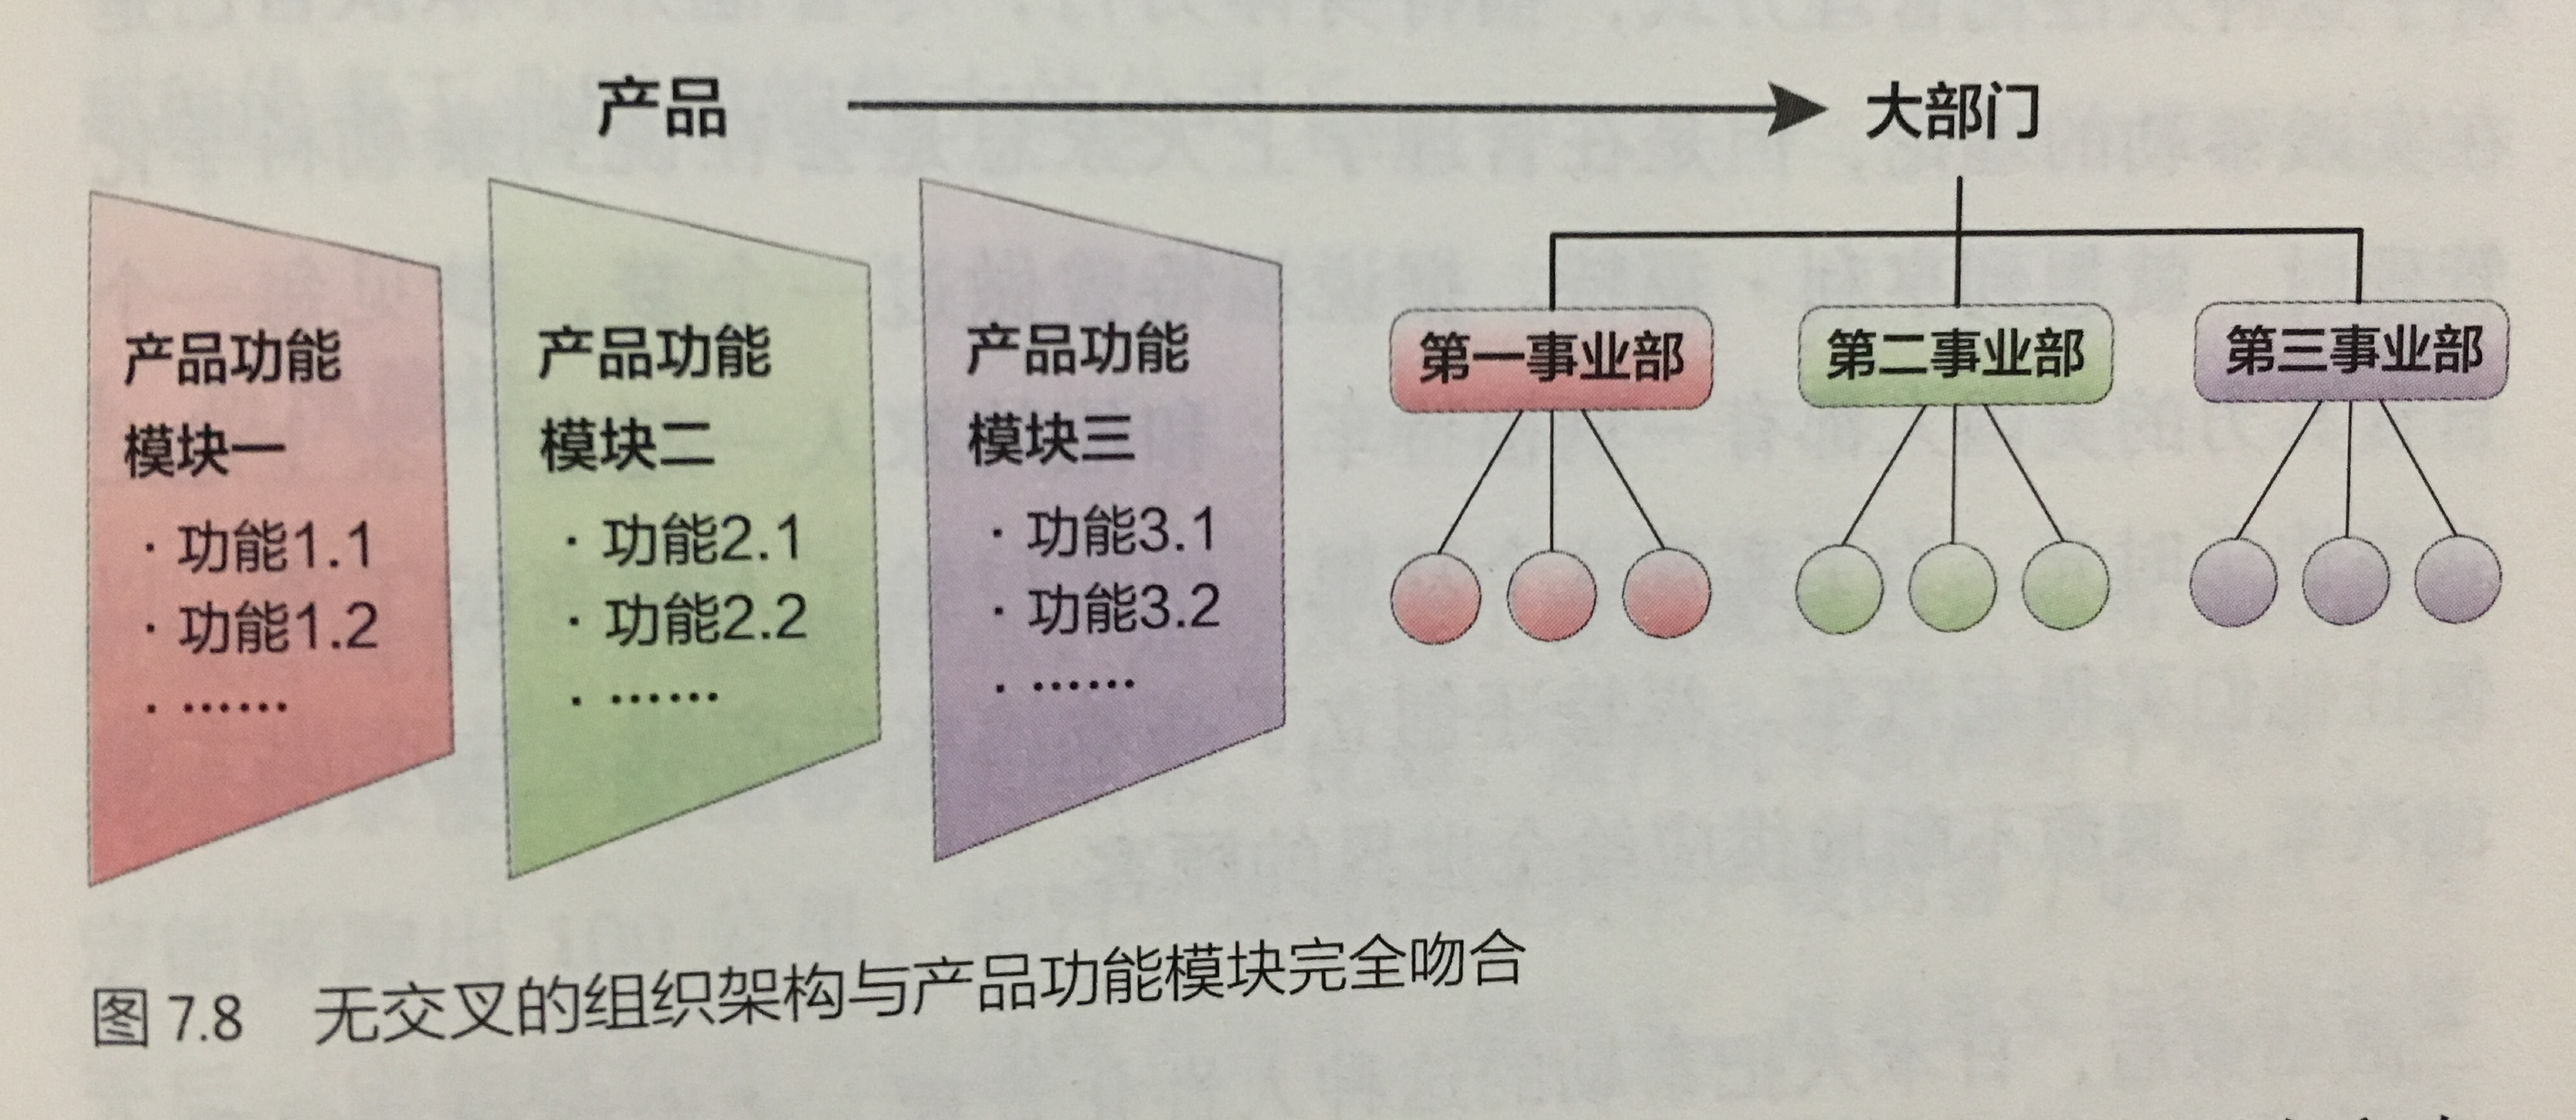 产品
大部门
产品功能
模块一
· 功能1.1
· 功能1.2
· ······
产品功能
模块二
· 功能2.1
· 功能2.2
· ······
产品功能
模块三
· 功能3.1
· 功能3.2
· ······
第一事业部
第二事业部
第三事业部
图 7.8 无交叉的组织架构与产品功能模块完全吻合